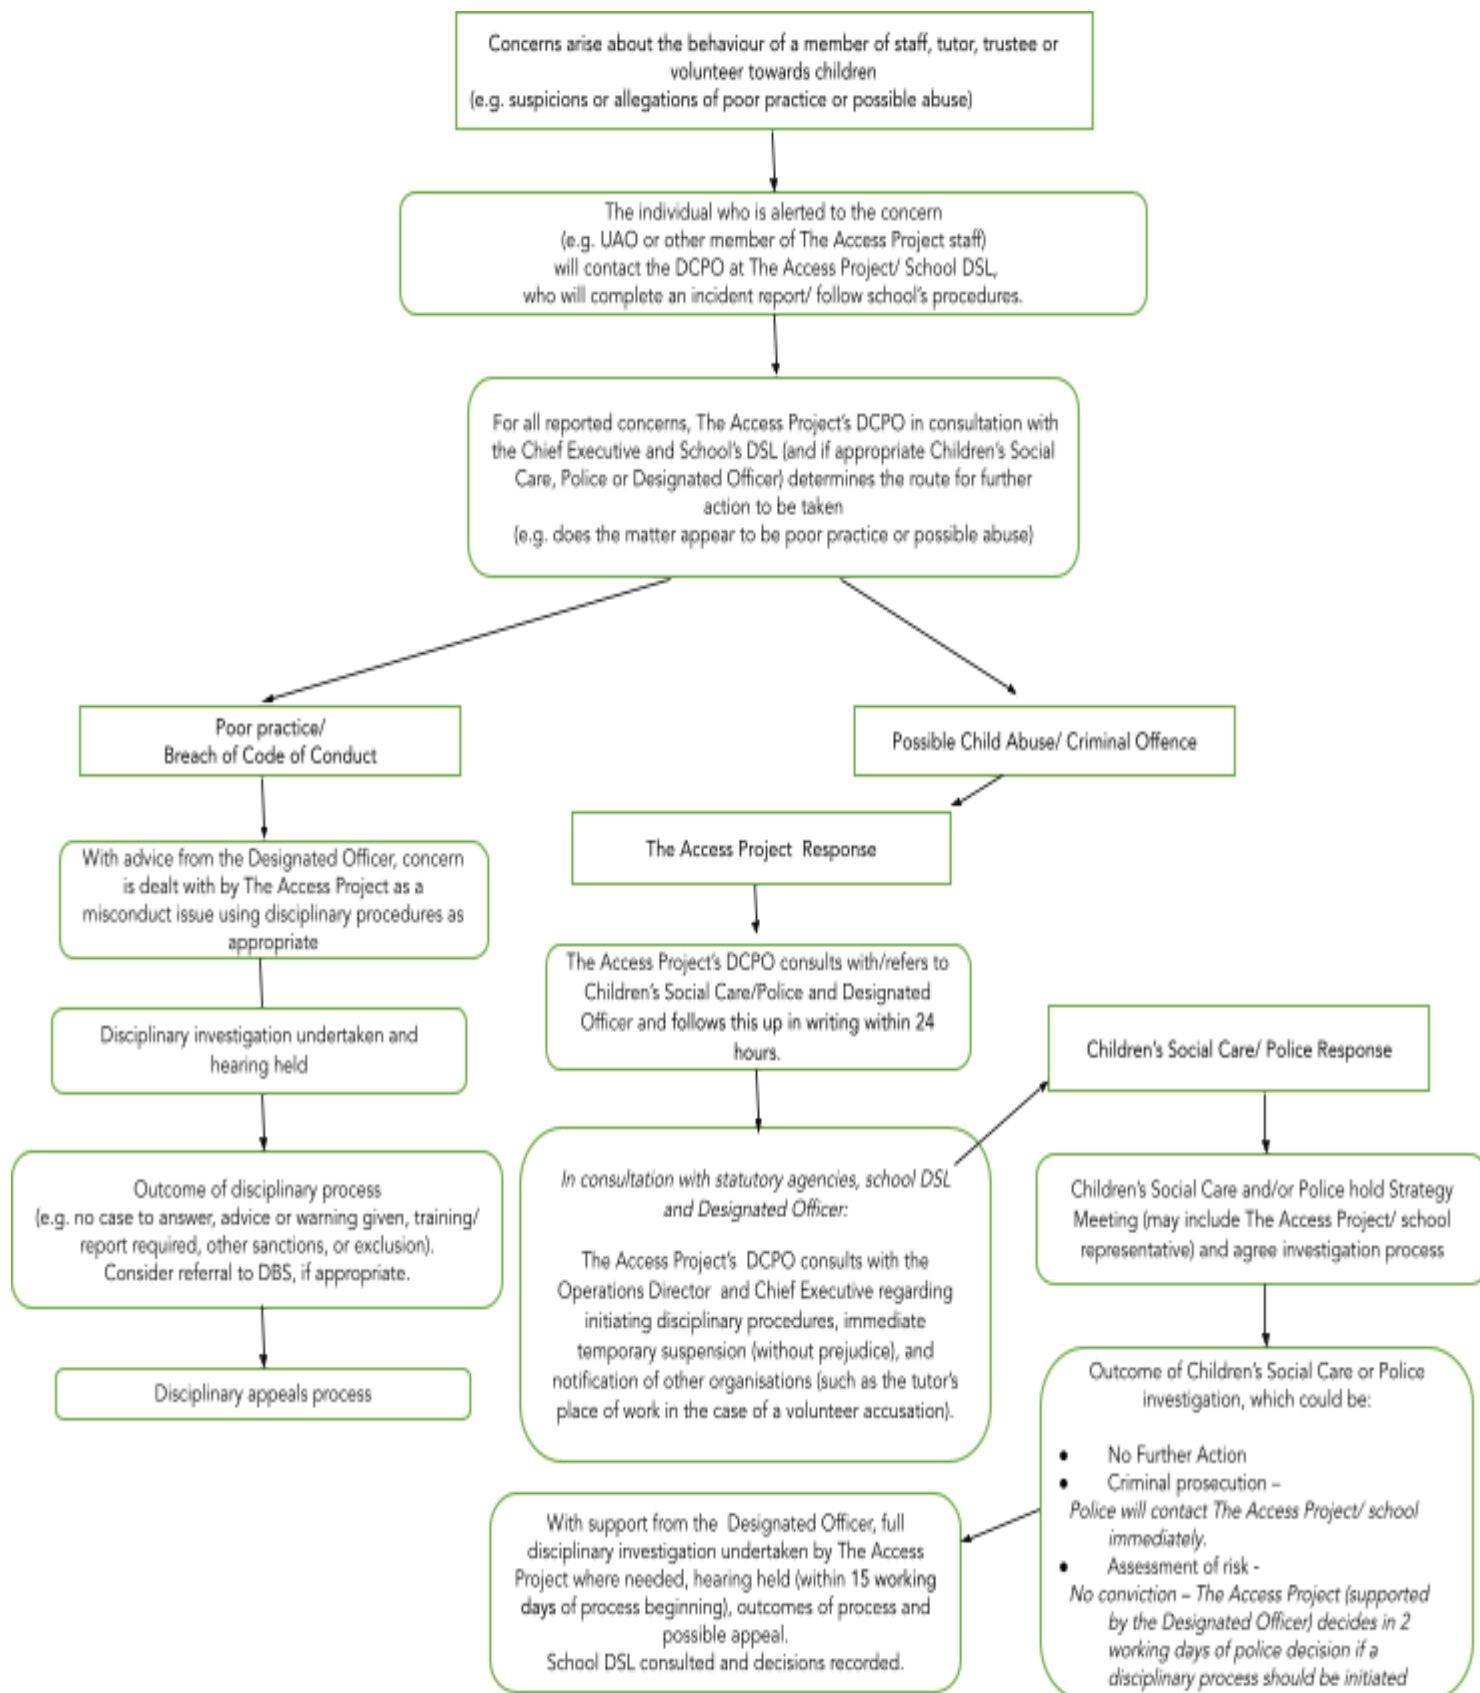 Concerns arise about the behaviour of a member of staff, tutor, trustee or
volunteer towards children
(e.g. suspicions or allegations of poor practice or possible abuse)
The individual who is alerted to the concern
(e.g. UAO or other member of The Access Project staff)
will contact the DCPO at The Access Project/ School DSL,
who will complete an incident report/ follow school's procedures.
For all reported concerns, The Access Project's DCPO in consultation with
the Chief Executive and School's DSL (and if appropriate Children's Social
Care, Police or Designated Officer) determines the route for further
action to be taken
(e.g. does the matter appear to be poor practice or possible abuse)
Poor practice/
Breach of Code of Conduct
With advice from the Designated Officer, concern
is dealt with by The Access Project as a
misconduct issue using disciplinary procedures as
appropriate
Disciplinary investigation undertaken and
hearing held
Outcome of disciplinary process
(e.g. no case to answer, advice or warning given, training/
report required, other sanctions, or exclusion).
Consider referral to DBS, if appropriate.
Disciplinary appeals process
Possible Child Abuse/ Criminal Offence
The Access Project  Response
The Access Project's DCPO consults with/refers to
Children's Social Care/Police and Designated
Officer and follows this up in writing within 24
hours.
In consultation with statutory agencies, school DSL
and Designated Officer:
The Access Project's  DCPO consults with the
Operations Director  and Chief Executive regarding
initiating disciplinary procedures, immediate
temporary suspension (without prejudice), and
notification of other organisations (such as the tutor's
place of work in the case of a volunteer accusation).
Children's Social Care/ Police Response
Children's Social Care and/or Police hold Strategy
Meeting (may include The Access Project/ school
representative) and agree investigation process
Outcome of Children's Social Care or Police
investigation, which could be:
• No Further Action
• Criminal prosecution –
Police will contact The Access Project/ school
immediately.
• Assessment of risk -
No conviction – The Access Project (supported
by the Designated Officer) decides in 2
working days of police decision if a
disciplinary process should be initiated
With support from the  Designated Officer, full
disciplinary investigation undertaken by The Access
Project where needed, hearing held (within 15 working
days of process beginning), outcomes of process and
possible appeal.
School DSL consulted and decisions recorded.